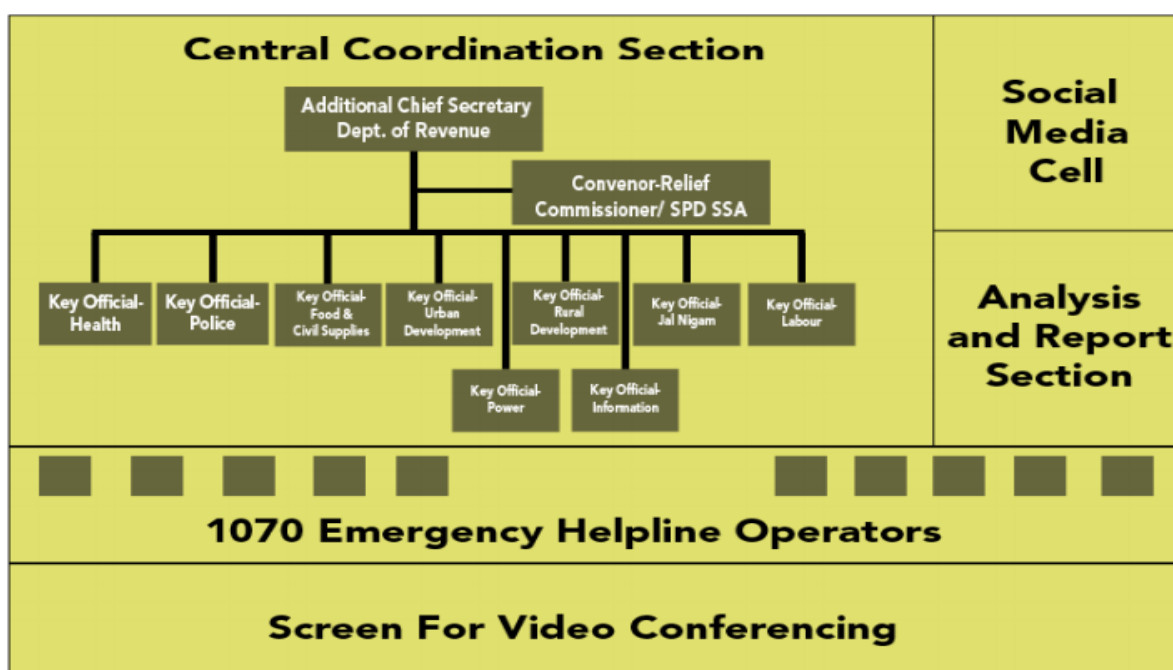 Central Coordination Section
Additional Chief Secretary
Dept. of Revenue
Convenor-Relief
Commissioner/ SPD SSA
Key Official-
Health
Key Official-
Police
Key Official-
Food &
Civil Supplies
Key Official-
Urban
Development
Key Official-
Rural
Development
Key Official-
Jal Nigam
Key Official-
Labour
Key Official-
Power
Key Official-
Information
Social
Media
Cell
Analysis
and Report
Section
1070 Emergency Helpline Operators
Screen For Video Conferencing